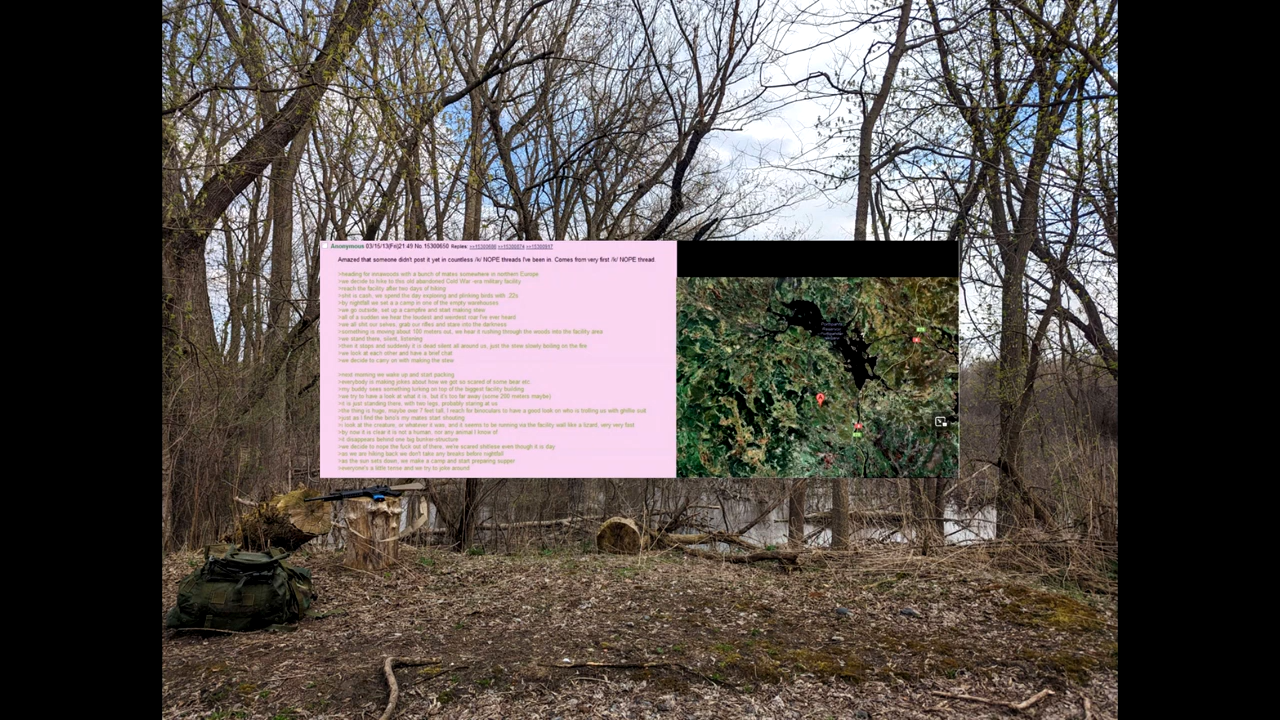 Anonymous 03/15/13(Fri)21:49 No.15300650 Replies: >>15300698 >>15300874 >>15300947
Amazed that someone didn't post it yet in countless /k/ NOPE threads I've been in. Comes from very first /k/ NOPE thread.
>heading for innawoods with a bunch of mates somewhere in northern Europe
>we decide to hike to this old abandoned Cold War -era military facility
>reach the facility after two days of hiking
>shit is cash, we spend the day exploring and plinking birds with .22s
>by nightfall we set a a camp in one of the empty warehouses
>we go outside, set up a campfire and start making stew
>all of a sudden we hear the loudest and weirdest roar I've ever heard
>we all shit our selves, grab our rifles and stare into the darkness
>something is moving about 100 meters out, we hear it rushing through the woods into the facility area
>we stand there, silent, listening
>then it stops and suddenly it is dead silent all around us, just the stew slowly boiling on the fire
>we look at each other and have a brief chat
>we decide to carry on with making the stew
>next morning we wake up and start packing
>everybody is making jokes about how we got so scared of some bear etc.
>my buddy sees something lurking on top of the biggest facility building
>we try to have a look at what it is, but it's too far away (some 200 meters maybe)
>it is just standing there, with two legs, probably staring at us
>the thing is huge, maybe over 7 feet tall, I reach for binoculars to have a good look on who is trolling us with ghillie suit
>just as I find the bino's my mates start shouting
>i look at the creature, or whatever it was, and it seems to be running via the facility wall like a lizard, very very fast
>by now it is clear it is not a human, nor any animal I know of
>it disappears behind one big bunker-structure
>we decide to nope the fuck out of there, we're scared shitless even though it is day
>on we are hiking back we don't take any breaks before nightfall
>as the sun sets down, we make a camp and start preparing supper
>everyone's a little tense and we try to joke around